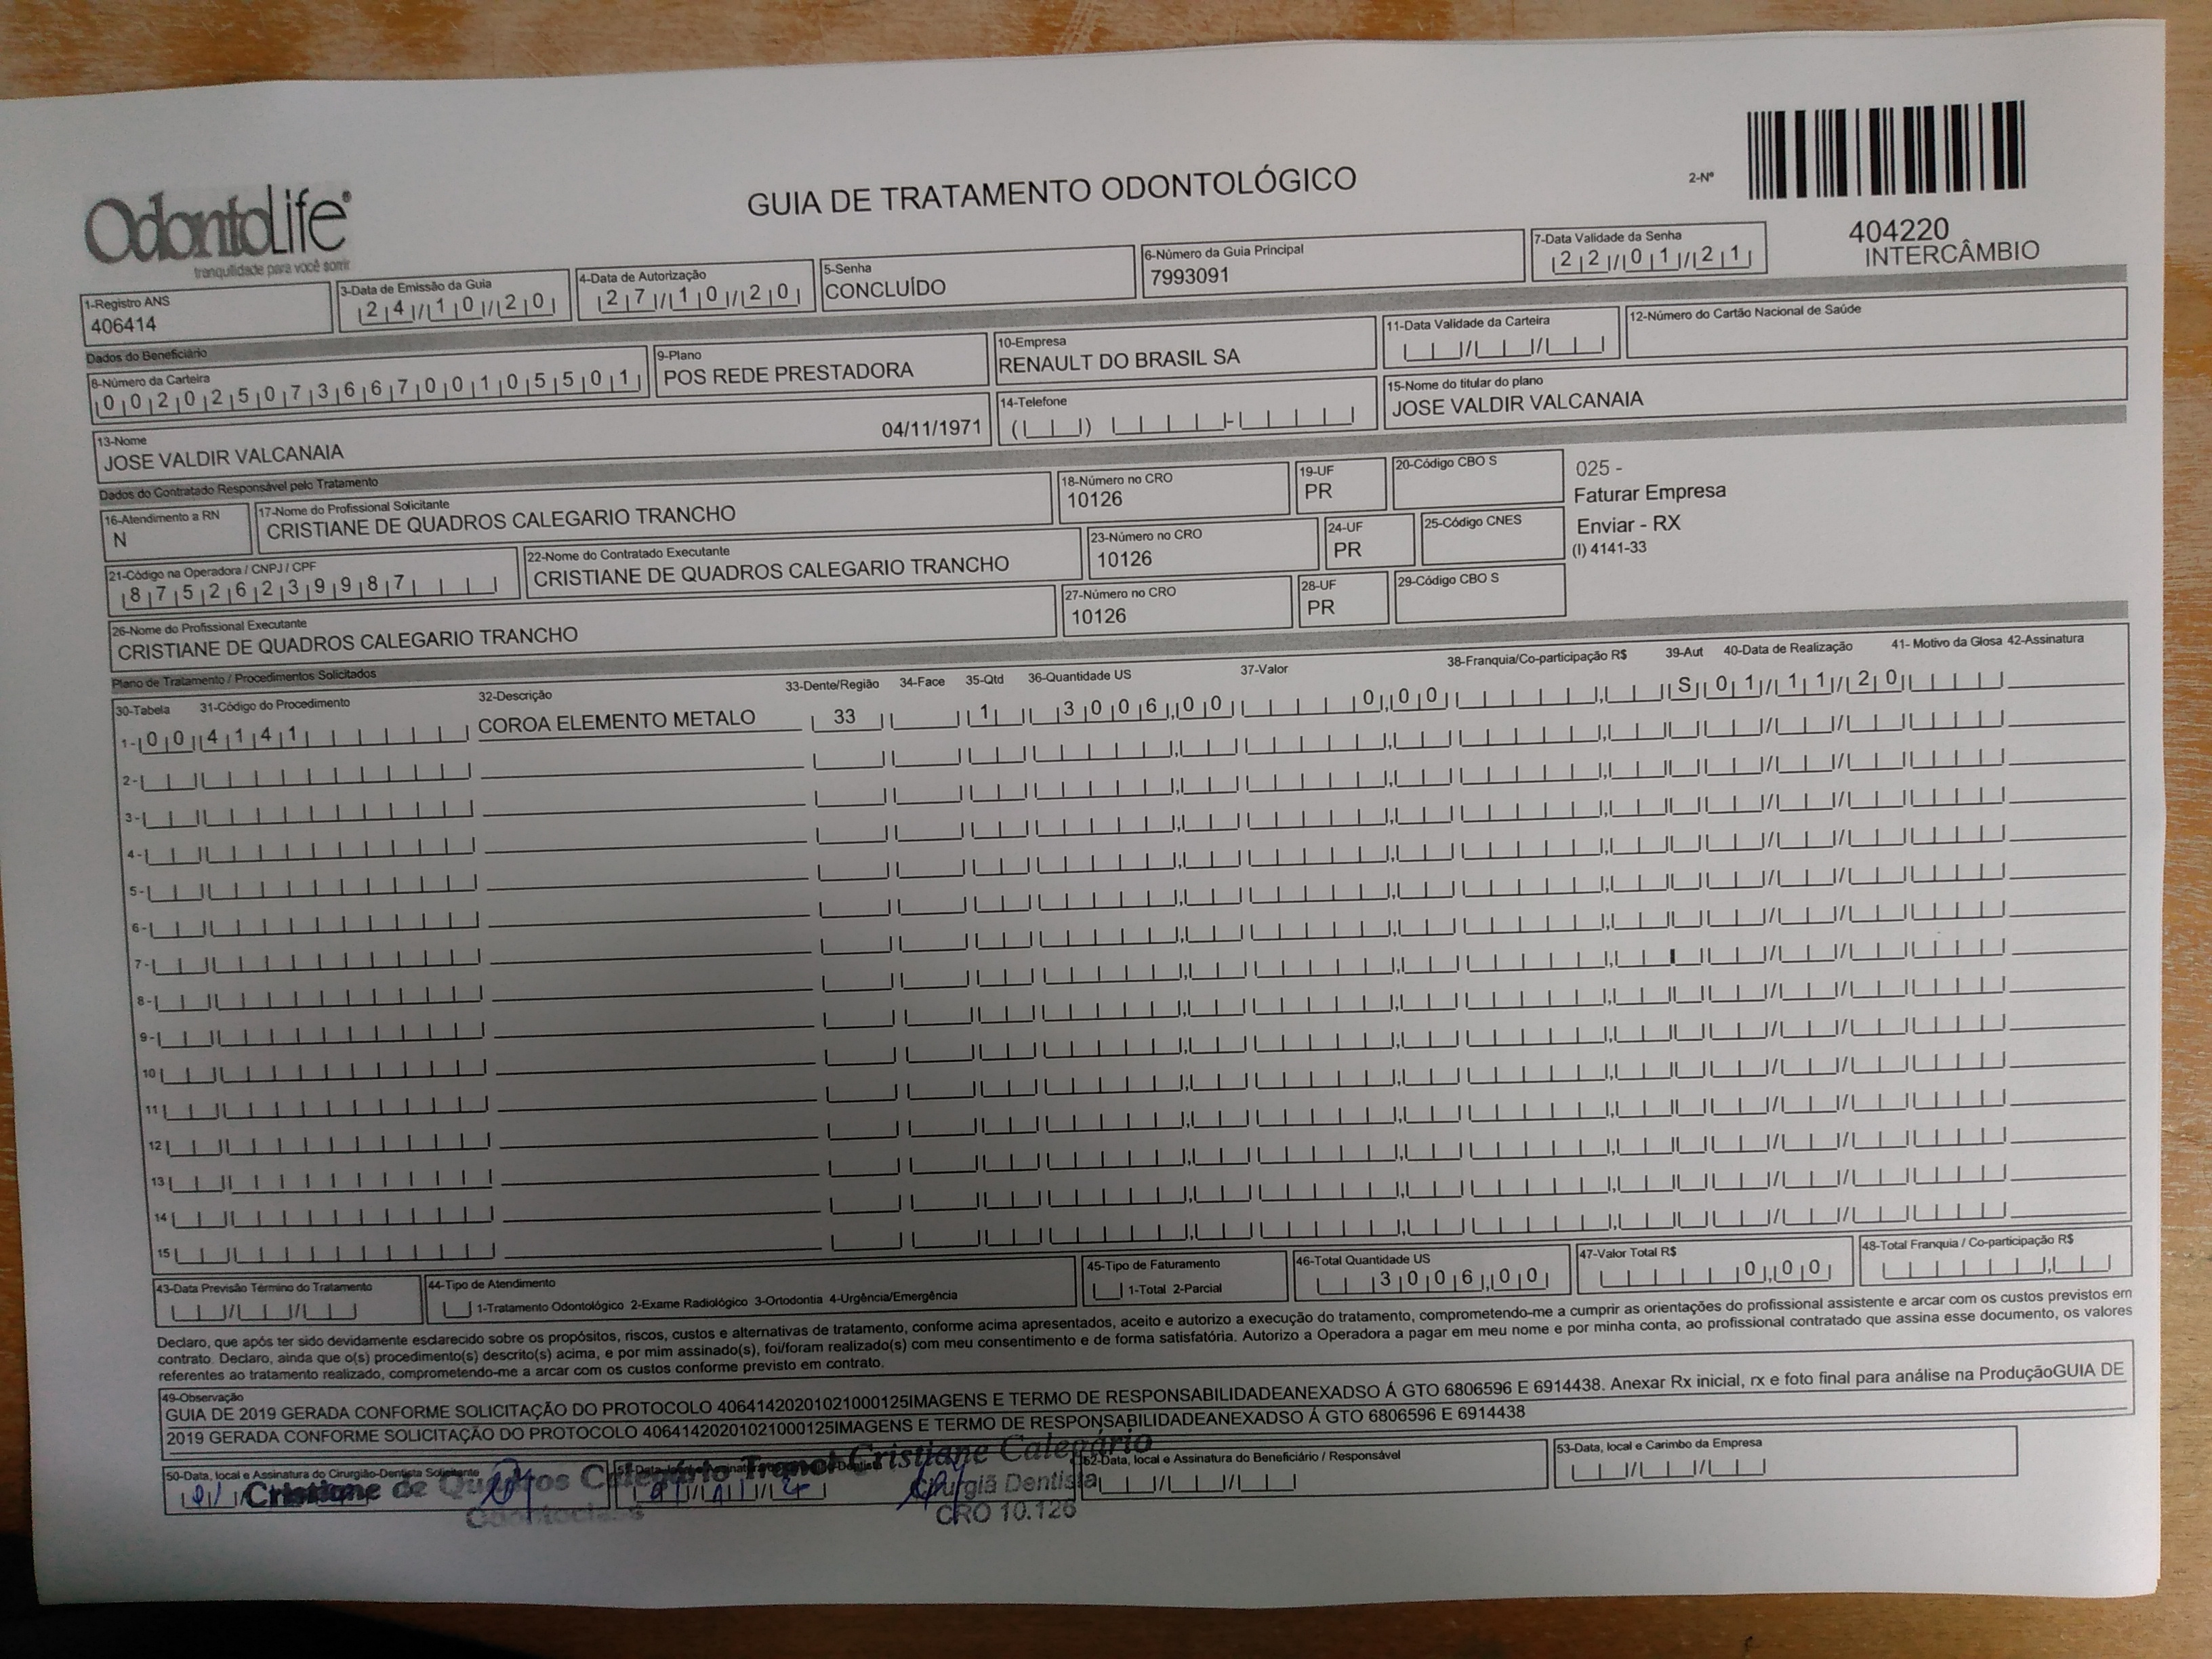 OdontoLife®
tranquilidade para você sorrir
GUIA DE TRATAMENTO ODONTOLÓGICO
2-Nº
404220
INTERCÂMBIO
1-Registro ANS
406414
3-Data de Emissão da Guia
24/10/20
4-Data de Autorização
27/10/20
5-Senha
CONCLUÍDO
6-Número da Guia Principal
7993091
7-Data Validade da Senha
22/01/21
Dados do Beneficiário
8-Número da Carteira
00202507366700105501
9-Plano
POS REDE PRESTADORA
10-Empresa
RENAULT DO BRASIL SA
11-Data Validade da Carteira
12-Número do Cartão Nacional de Saúde
13-Nome
JOSE VALDIR VALCANAIA
04/11/1971
14-Telefone
15-Nome do titular do plano
JOSE VALDIR VALCANAIA
Dados do Contratado Responsável pelo Tratamento
16-Atendimento a RN
N
17-Nome do Profissional Solicitante
CRISTIANE DE QUADROS CALEGARIO TRANCHO
18-Número no CRO
10126
19-UF
PR
20-Código CBO S
025 -
Faturar Empresa
Enviar - RX
(I) 4141-33
21-Código na Operadora / CNPJ / CPF
87526239987
22-Nome do Contratado Executante
CRISTIANE DE QUADROS CALEGARIO TRANCHO
23-Número no CRO
10126
24-UF
PR
25-Código CNES
26-Nome do Profissional Executante
CRISTIANE DE QUADROS CALEGARIO TRANCHO
27-Número no CRO
10126
28-UF
PR
29-Código CBO S
Plano de Tratamento / Procedimentos Solicitados
30-Tabela 31-Código do Procedimento 32-Descrição 33-Dente/Região 34-Face 35-Qtd 36-Quantidade US 37-Valor 38-Franquia/Co-participação R$ 39-Aut 40-Data de Realização 41- Motivo da Glosa 42-Assinatura
1- 00 4141 COROA ELEMENTO METALO 33 1 3006,00 0,00 S 01/11/20
2-
3-
4-
5-
6-
7-
8-
9-
10
11
12
13
14
15
43-Data Previsão Término do Tratamento
44-Tipo de Atendimento
1-Tratamento Odontológico 2-Exame Radiológico 3-Ortodontia 4-Urgência/Emergência
45-Tipo de Faturamento
1-Total 2-Parcial
46-Total Quantidade US
3006,00
47-Valor Total R$
0,00
48-Total Franquia / Co-participação R$
Declaro, que após ter sido devidamente esclarecido sobre os propósitos, riscos, custos e alternativas de tratamento, conforme acima apresentados, aceito e autorizo a execução do tratamento, comprometendo-me a cumprir as orientações do profissional assistente e arcar com os custos previstos em
contrato. Declaro, ainda que o(s) procedimento(s) descrito(s) acima, e por mim assinado(s), foi/foram realizado(s) com meu consentimento e de forma satisfatória. Autorizo a Operadora a pagar em meu nome e por minha conta, ao profissional contratado que assina esse documento, os valores
referentes ao tratamento realizado, comprometendo-me a arcar com os custos conforme previsto em contrato.
49-Observação
GUIA DE 2019 GERADA CONFORME SOLICITAÇÃO DO PROTOCOLO 40641420201021000125IMAGENS E TERMO DE RESPONSABILIDADEANEXADSO Á GTO 6806596 E 6914438. Anexar Rx inicial, rx e foto final para análise na ProduçãoGUIA DE
2019 GERADA CONFORME SOLICITAÇÃO DO PROTOCOLO 40641420201021000125IMAGENS E TERMO DE RESPONSABILIDADEANEXADSO Á GTO 6806596 E 6914438
50-Data, local e Assinatura do Cirurgião-Dentista Solicitante
52-Data, local e Assinatura do Beneficiário / Responsável
53-Data, local e Carimbo da Empresa
Cristiane de Quadros Calegário
Cristiane Calegário
Cirurgiã Dentista
CRO 10.126